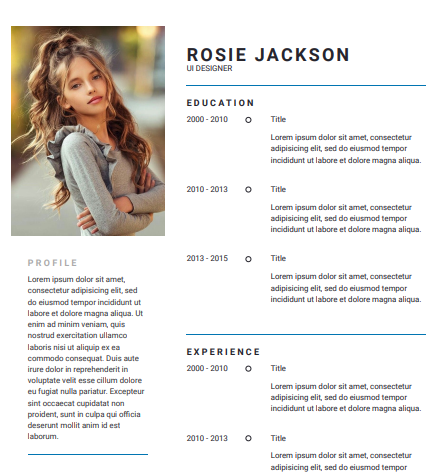 ROSIE JACKSON
UI DESIGNER
EDUCATION
2000 - 2010 Title
Lorem ipsum dolor sit amet, consectetur
adipisicing elit, sed do eiusmod tempor
incididunt ut labore et dolore magna aliqua.
2010 - 2013 Title
Lorem ipsum dolor sit amet, consectetur
adipisicing elit, sed do eiusmod tempor
incididunt ut labore et dolore magna aliqua.
2013 - 2015 Title
Lorem ipsum dolor sit amet, consectetur
adipisicing elit, sed do eiusmod tempor
incididunt ut labore et dolore magna aliqua.
EXPERIENCE
2000 - 2010 Title
Lorem ipsum dolor sit amet, consectetur
adipisicing elit, sed do eiusmod tempor
incididunt ut labore et dolore magna aliqua.
2010 - 2013 Title
Lorem ipsum dolor sit amet, consectetur
adipisicing elit, sed do eiusmod tempor
PROFILE
Lorem ipsum dolor sit amet,
consectetur adipisicing elit, sed
do eiusmod tempor incididunt ut
labore et dolore magna aliqua. Ut
enim ad minim veniam, quis
nostrud exercitation ullamco
laboris nisi ut aliquip ex ea
commodo consequat. Duis aute
irure dolor in reprehenderit in
voluptate velit esse cillum dolore
eu fugiat nulla pariatur. Excepteur
sint occaecat cupidatat non
proident, sunt in culpa qui officia
deserunt mollit anim id est
laborum.